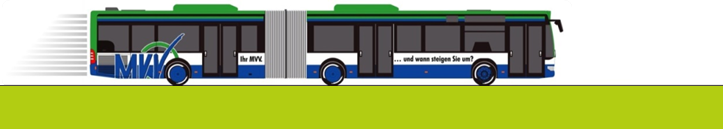 MVV
Ihr MVV.
... und wann steigen Sie um?